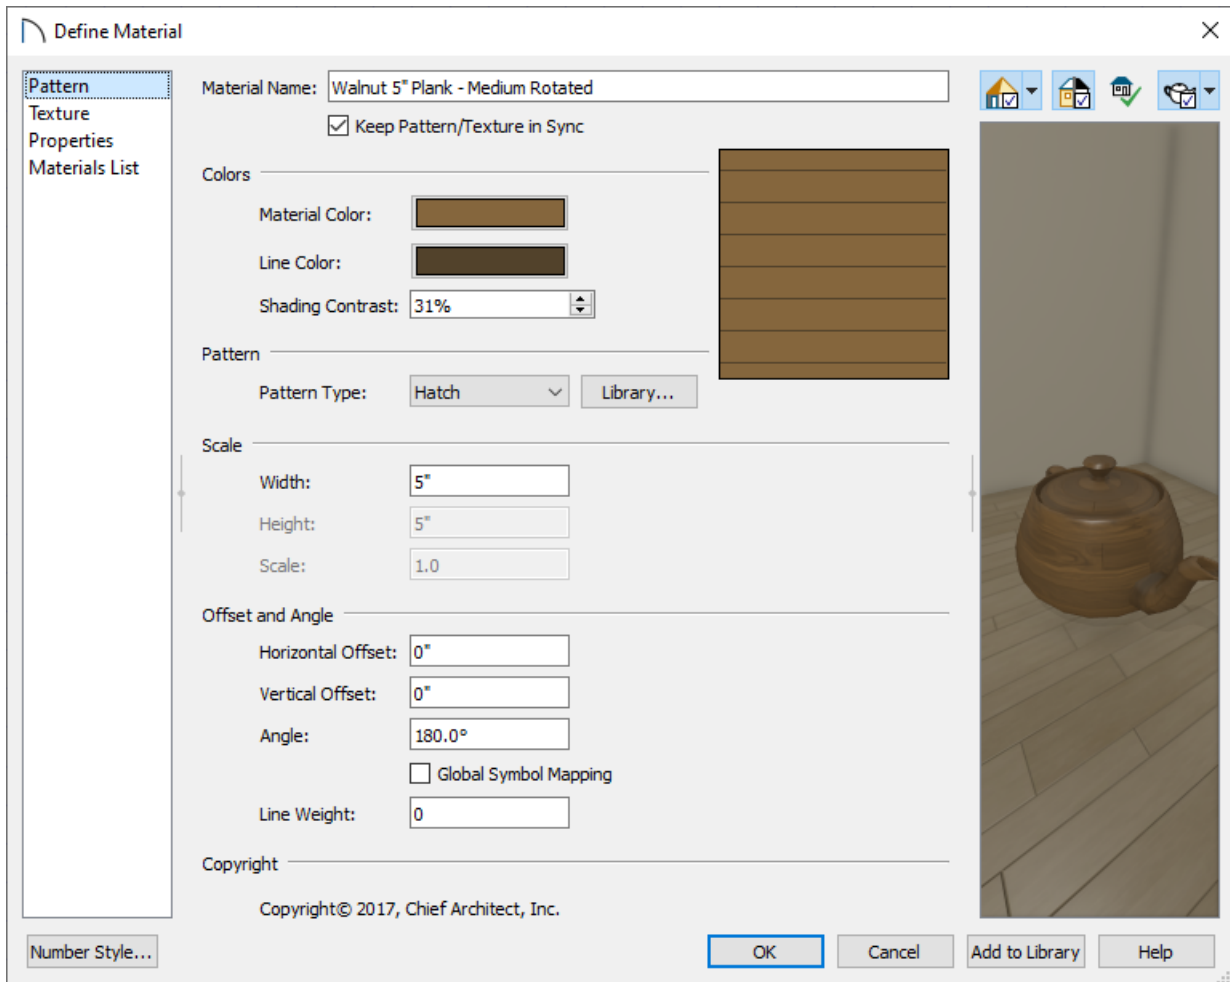 Define Material
Pattern
Texture
Properties
Materials List
Material Name: Walnut 5" Plank - Medium Rotated
Keep Pattern/Texture in Sync
Colors
Material Color:
Line Color:
Shading Contrast: 31%
Pattern
Pattern Type: Hatch Library...
Scale
Width: 5"
Height: 5"
Scale: 1.0
Offset and Angle
Horizontal Offset: 0"
Vertical Offset: 0"
Angle: 180.0°
Global Symbol Mapping
Line Weight: 0
Copyright
Copyright© 2017, Chief Architect, Inc.
Number Style... OK Cancel Add to Library Help